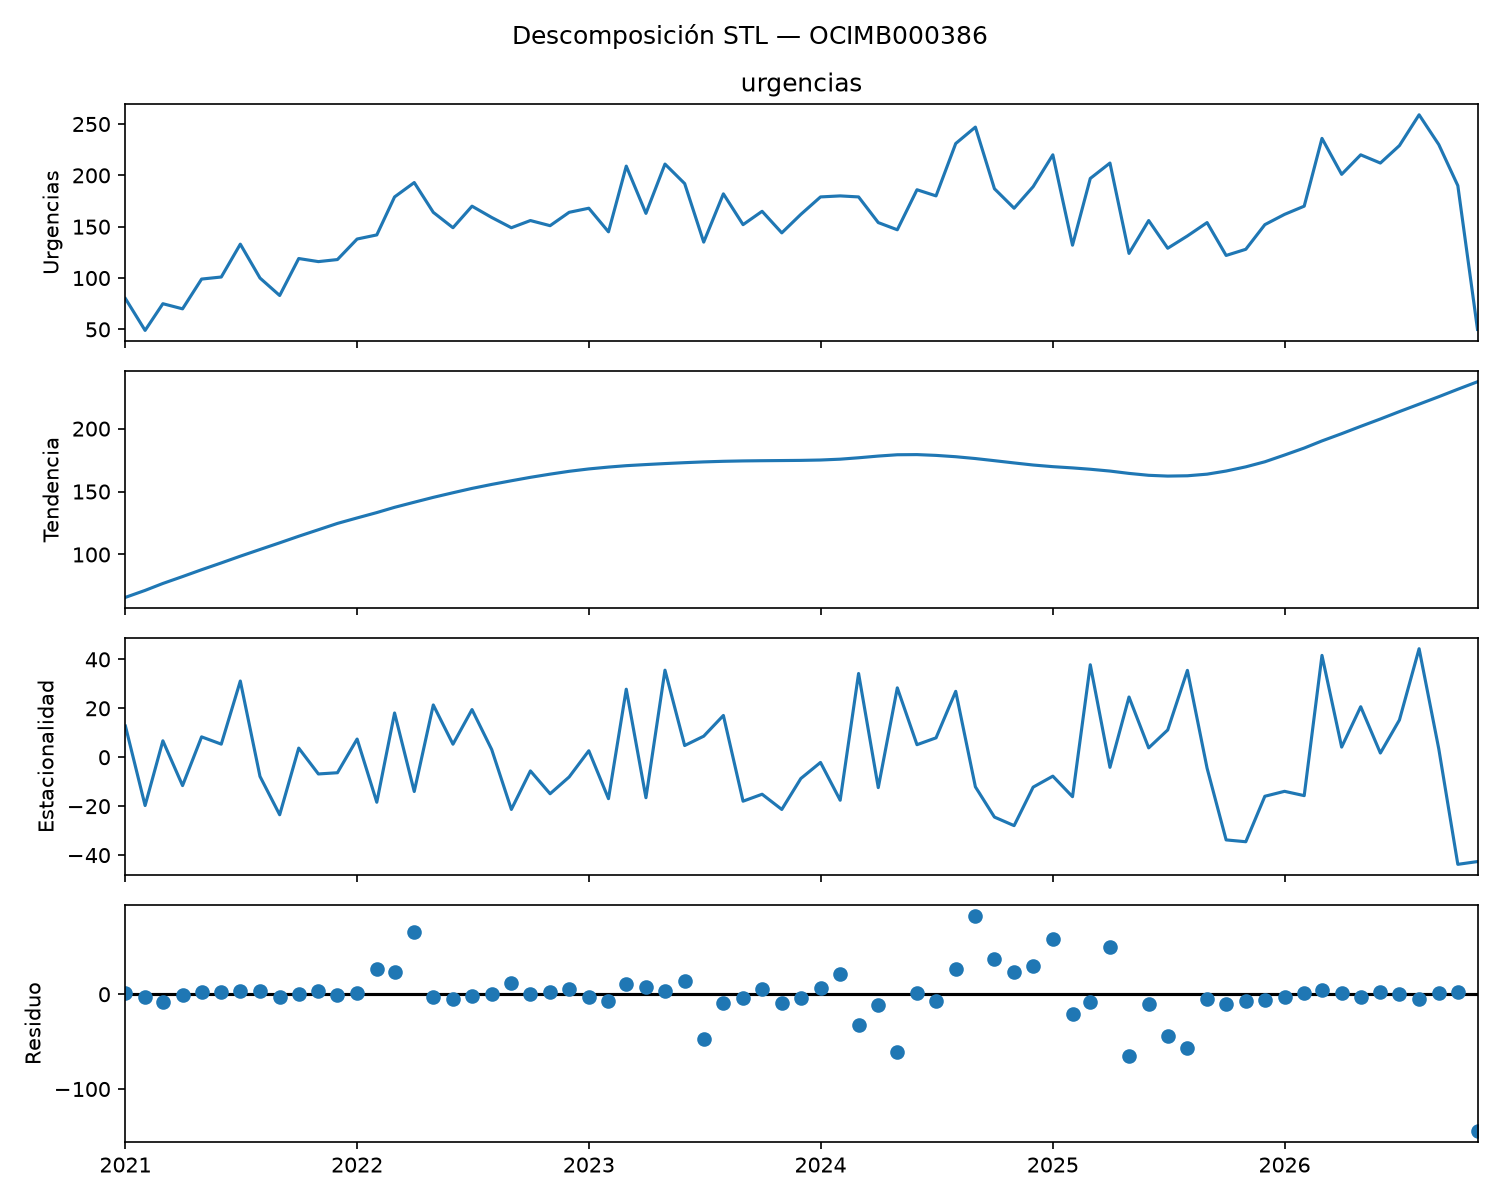 Descomposición STL — OCIMB000386
urgencias
Urgencias
250
200
150
100
50
Tendencia
200
150
100
Estacionalidad
40
20
0
−20
−40
Residuo
0
−100
2021 2022 2023 2024 2025 2026